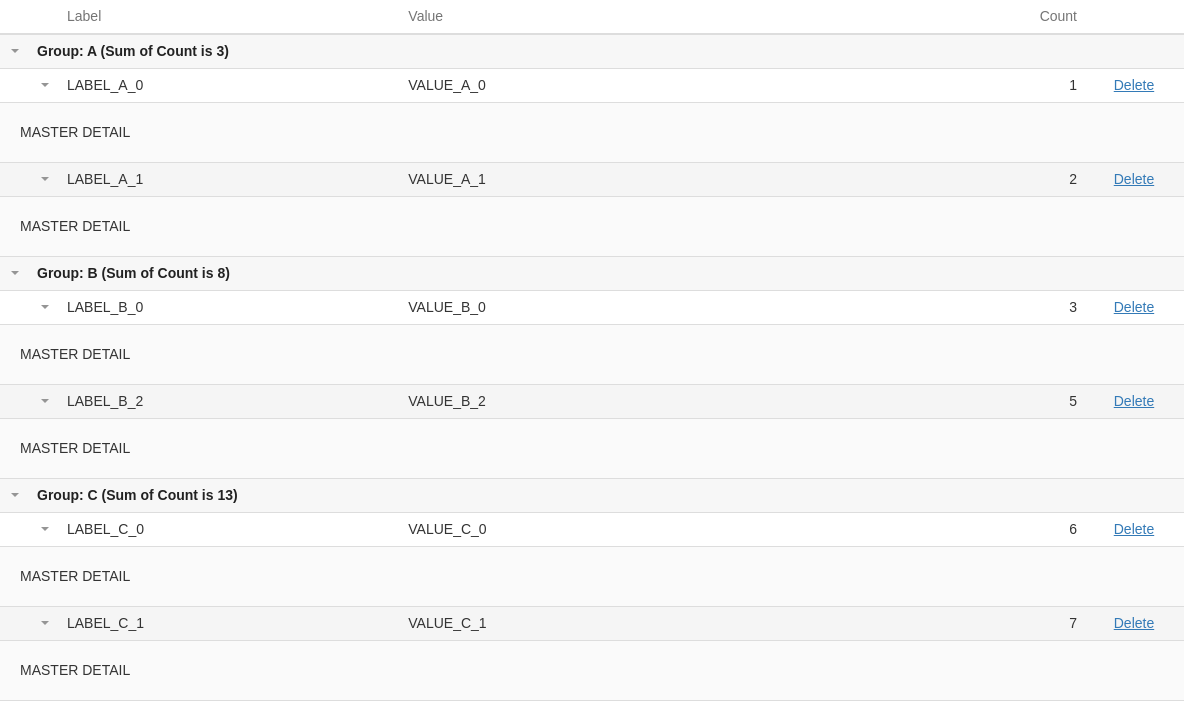 Label Value Count
Group: A (Sum of Count is 3)
LABEL_A_0 VALUE_A_0 1 Delete
MASTER DETAIL
LABEL_A_1 VALUE_A_1 2 Delete
MASTER DETAIL
Group: B (Sum of Count is 8)
LABEL_B_0 VALUE_B_0 3 Delete
MASTER DETAIL
LABEL_B_2 VALUE_B_2 5 Delete
MASTER DETAIL
Group: C (Sum of Count is 13)
LABEL_C_0 VALUE_C_0 6 Delete
MASTER DETAIL
LABEL_C_1 VALUE_C_1 7 Delete
MASTER DETAIL